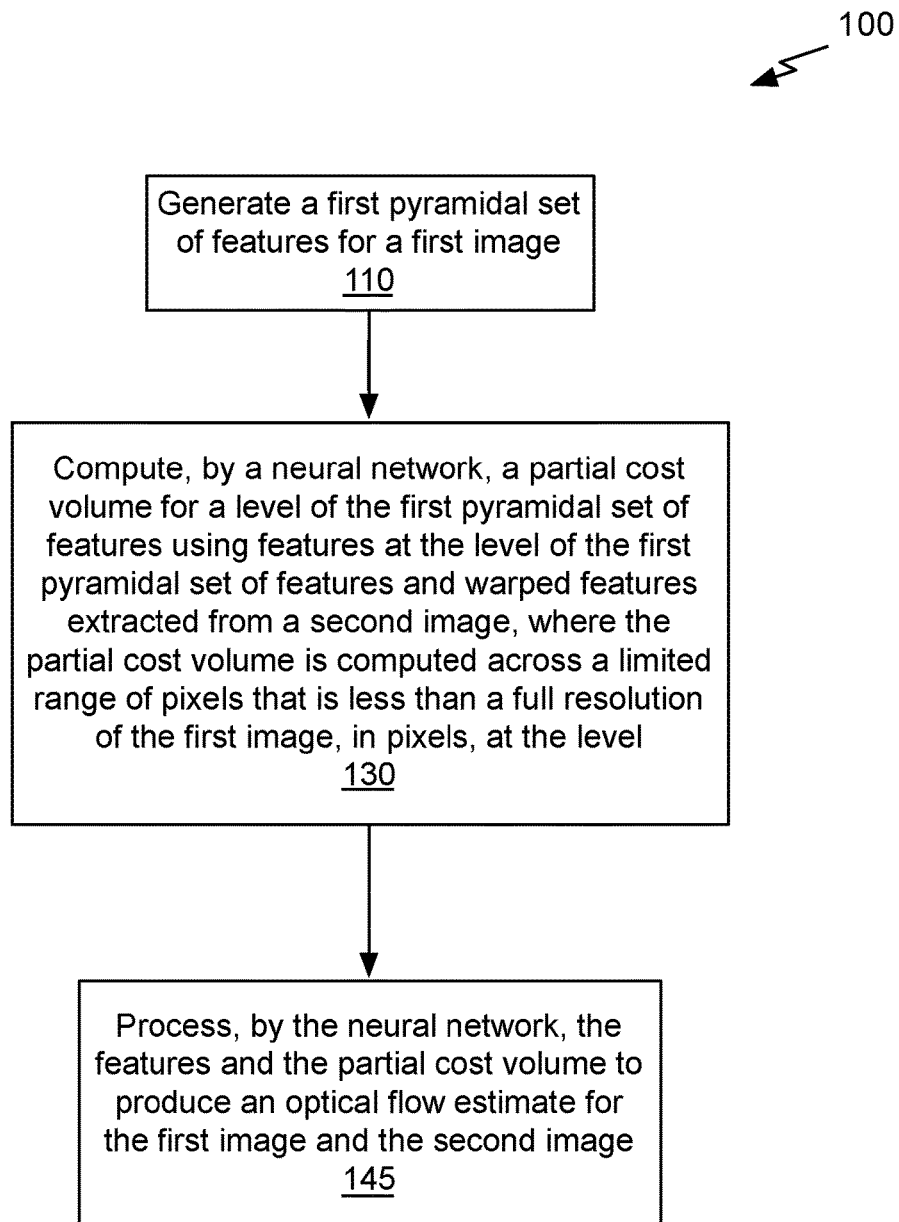 100
Generate a first pyramidal set
of features for a first image
110
Compute, by a neural network, a partial cost
volume for a level of the first pyramidal set of
features using features at the level of the first
pyramidal set of features and warped features
extracted from a second image, where the
partial cost volume is computed across a limited
range of pixels that is less than a full resolution
of the first image, in pixels, at the level
130
Process, by the neural network, the
features and the partial cost volume to
produce an optical flow estimate for
the first image and the second image
145